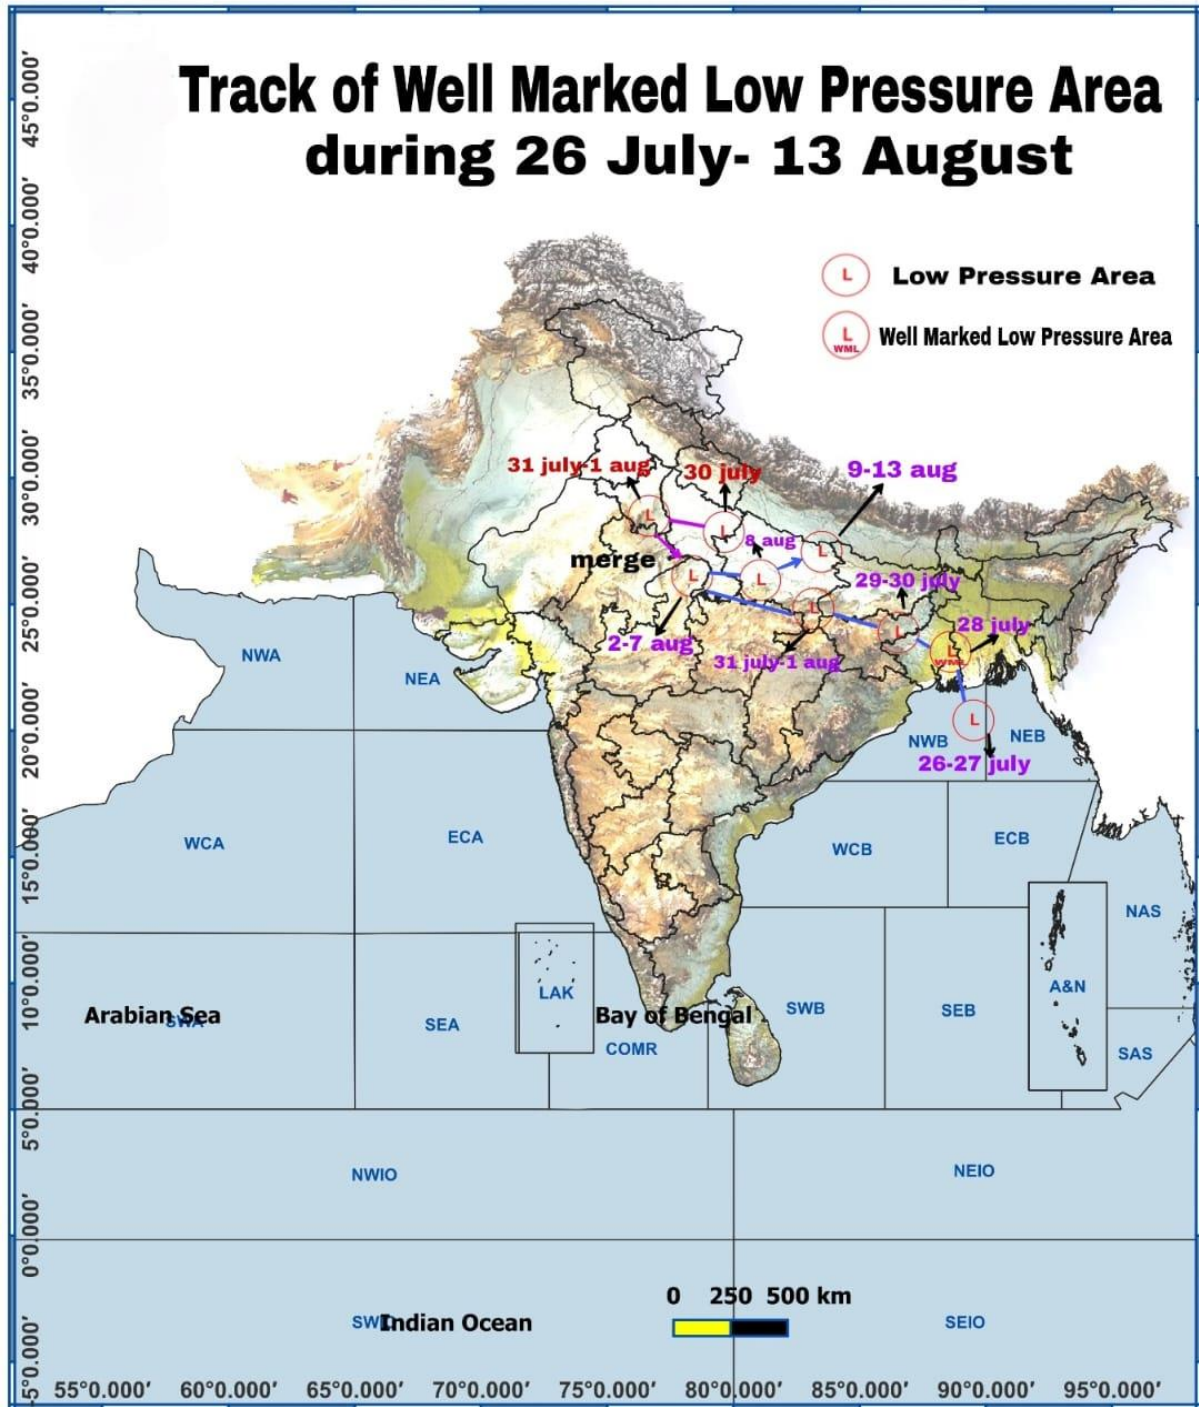 Track of Well Marked Low Pressure Area
during 26 July- 13 August
L Low Pressure Area
L WML Well Marked Low Pressure Area
45°0.000′
40°0.000′
35°0.000′
30°0.000′
25°0.000′
20°0.000′
15°0.000′
10°0.000′
5°0.000′
0°0.000′
-5°0.000′
31 july-1 aug
30 july
9-13 aug
L
L
8 aug
L
merge
L
L
29-30 july
L
2-7 aug
31 july-1 aug
L
28 july
L
WML
L
26-27 july
NWA
NEA
NWB
NEB
WCA
ECA
WCB
ECB
NAS
LAK
A&N
Arabian Sea
SWA
SEA
Bay of Bengal
COMR
SWB
SEB
SAS
NWIO
NEIO
0 250 500 km
Indian Ocean
SEIO
55°0.000′ 60°0.000′ 65°0.000′ 70°0.000′ 75°0.000′ 80°0.000′ 85°0.000′ 90°0.000′ 95°0.000′